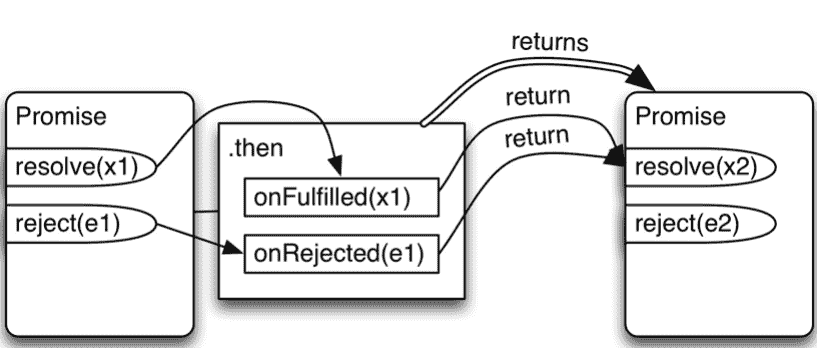 returns
return
return
Promise
resolve(x1)
reject(e1)
.then
onFulfilled(x1)
onRejected(e1)
Promise
resolve(x2)
reject(e2)